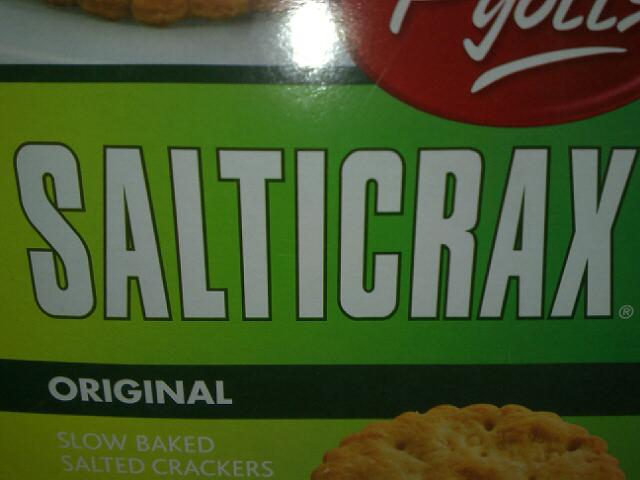 SALTICRAX®
ORIGINAL
SLOW BAKED
SALTED CRACKERS